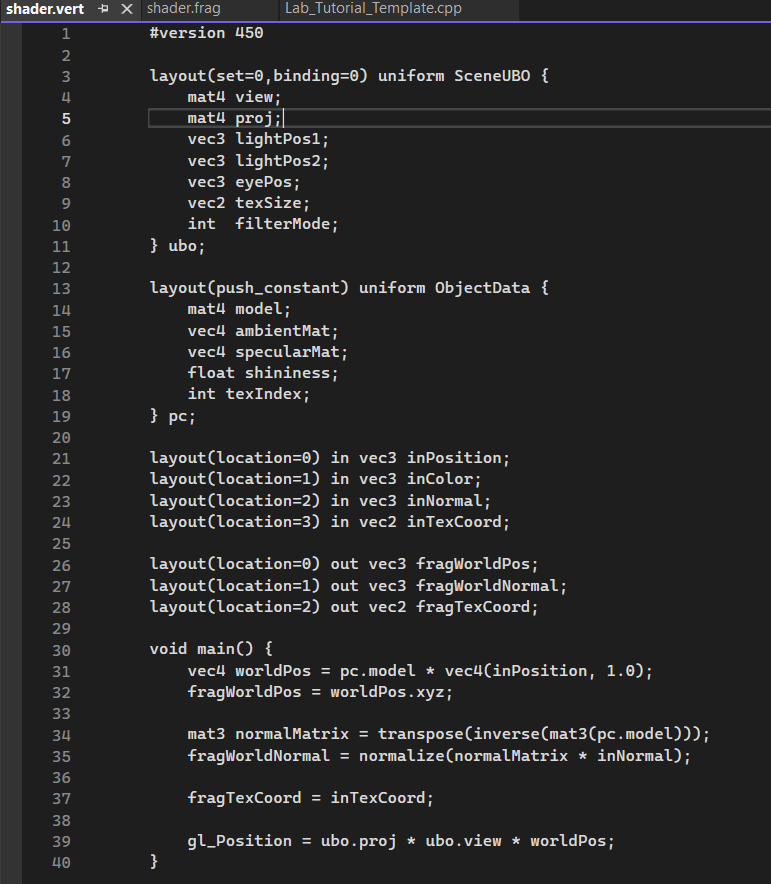 shader.vert shader.frag Lab_Tutorial_Template.cpp
1 #version 450
2
3 layout(set=0,binding=0) uniform SceneUBO {
4     mat4 view;
5     mat4 proj;
6     vec3 lightPos1;
7     vec3 lightPos2;
8     vec3 eyePos;
9     vec2 texSize;
10     int  filterMode;
11 } ubo;
12
13 layout(push_constant) uniform ObjectData {
14     mat4 model;
15     vec4 ambientMat;
16     vec4 specularMat;
17     float shininess;
18     int texIndex;
19 } pc;
20
21 layout(location=0) in vec3 inPosition;
22 layout(location=1) in vec3 inColor;
23 layout(location=2) in vec3 inNormal;
24 layout(location=3) in vec2 inTexCoord;
25
26 layout(location=0) out vec3 fragWorldPos;
27 layout(location=1) out vec3 fragWorldNormal;
28 layout(location=2) out vec2 fragTexCoord;
29
30 void main() {
31     vec4 worldPos = pc.model * vec4(inPosition, 1.0);
32     fragWorldPos = worldPos.xyz;
33
34     mat3 normalMatrix = transpose(inverse(mat3(pc.model)));
35     fragWorldNormal = normalize(normalMatrix * inNormal);
36
37     fragTexCoord = inTexCoord;
38
39     gl_Position = ubo.proj * ubo.view * worldPos;
40 }